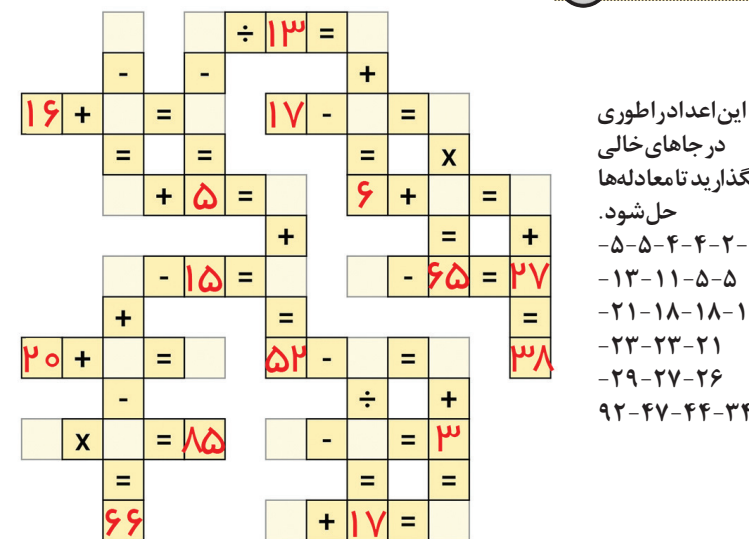 ÷ ۱۳ =
- - +
۱۶ + = ۱۷ - =
= = = x
+ ۵ = ۶ + =
+ = +
- ۱۵ = - ۶۵ = ۲۷
+ = =
۲۰ + = ۵۲ - = ۳۸
- ÷ +
x = ۸۵ - = ۳
= = =
۶۶ + ۱۷ =
این اعداد را طوری
در جاهای خالی
گذارید تا معادله‌ها
حل شود.
-۵-۵-۴-۴-۲-
-۱۳-۱۱-۵-۵
-۲۱-۱۸-۱۸-۱
-۲۳-۲۳-۲۱
-۲۹-۲۷-۲۶
۹۲-۴۷-۴۴-۳۴